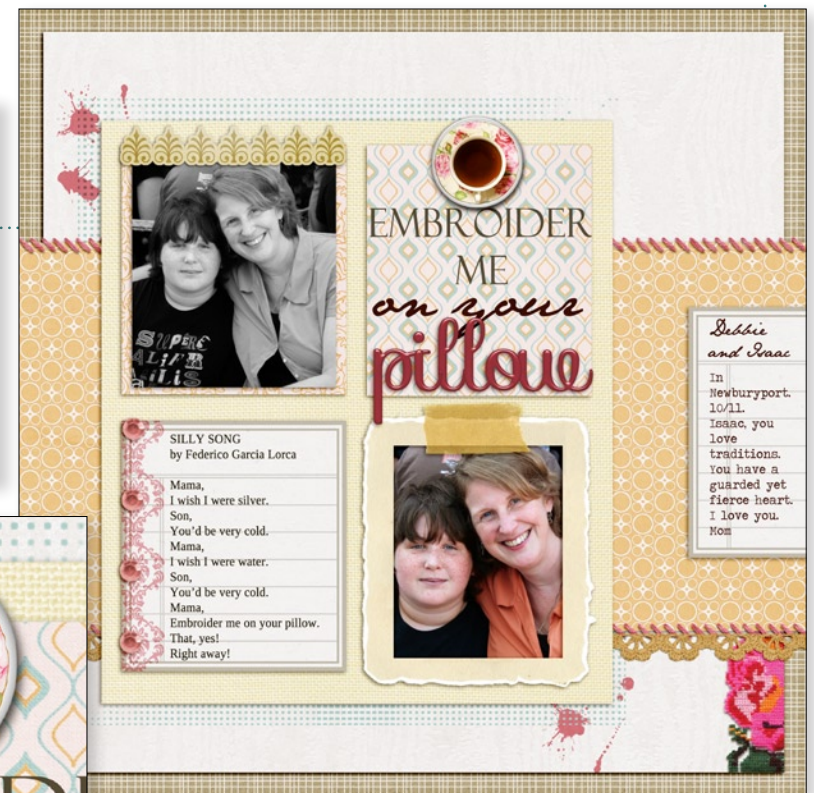 EMBROIDER
ME
on your
pillow
SILLY SONG
by Federico Garcia Lorca
Mama,
I wish I were silver.
Son,
You'd be very cold.
Mama,
I wish I were water.
Son,
You'd be very cold.
Mama,
Embroider me on your pillow.
That, yes!
Right away!
Debbie
and Isaac
In
Newburyport.
10/11.
Isaac, you
love
traditions.
You have a
guarded yet
fierce heart.
I love you.
Mom